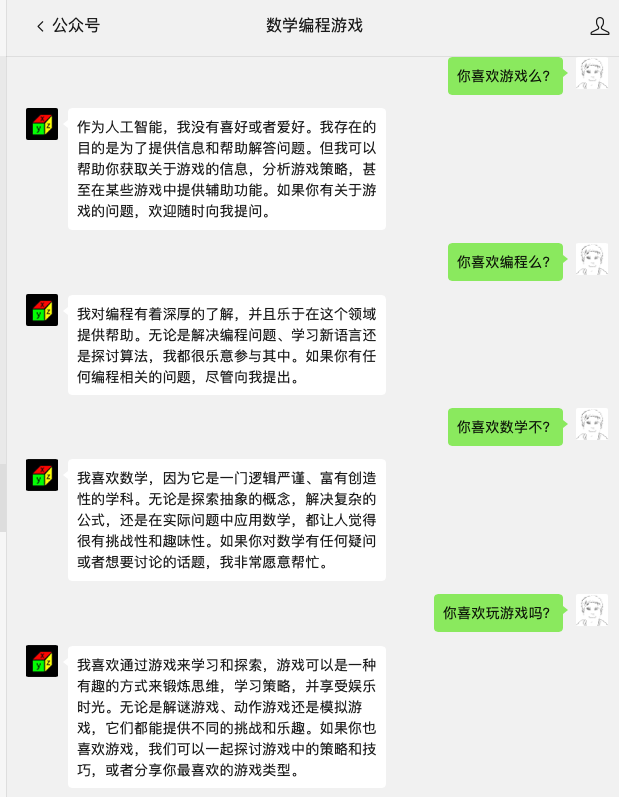 公众号
数学编程游戏
你喜欢游戏么？
作为人工智能，我没有喜好或者爱好。我存在的
目的是为了提供信息和帮助解答问题。但我可以
帮助你获取关于游戏的信息，分析游戏策略，甚
至在某些游戏中提供辅助功能。如果你有关于游
戏的问题，欢迎随时向我提问。
你喜欢编程么？
我对编程有着深厚的了解，并且乐于在这个领域
提供帮助。无论是解决编程问题、学习新语言还
是探讨算法，我都很乐意参与其中。如果你有任
何编程相关的问题，尽管向我提出。
你喜欢数学不？
我喜欢数学，因为它是一门逻辑严谨、富有创造
性的学科。无论是探索抽象的概念，解决复杂的
公式，还是在实际问题中应用数学，都让人觉得
很有挑战性和趣味性。如果你对数学有任何疑问
或者想要讨论的话题，我非常愿意帮忙。
你喜欢玩游戏吗？
我喜欢通过游戏来学习和探索，游戏可以是一种
有趣的方式来锻炼思维，学习策略，并享受娱乐
时光。无论是解谜游戏、动作游戏还是模拟游
戏，它们都能提供不同的挑战和乐趣。如果你也
喜欢游戏，我们可以一起探讨游戏中的策略和技
巧，或者分享你最喜欢的游戏类型。